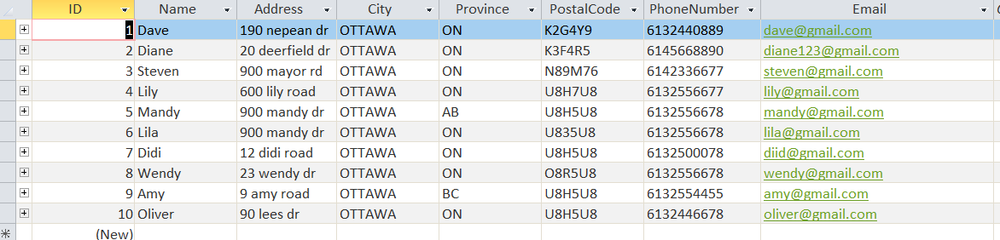 ID Name Address City Province PostalCode PhoneNumber Email
1 Dave 190 nepean dr OTTAWA ON K2G4Y9 6132440889 dave@gmail.com
2 Diane 20 deerfield dr OTTAWA ON K3F4R5 6145668890 diane123@gmail.com
3 Steven 900 mayor rd OTTAWA ON N89M76 6142336677 steven@gmail.com
4 Lily 600 lily road OTTAWA ON U8H7U8 6132556677 lily@gmail.com
5 Mandy 900 mandy dr OTTAWA AB U8H5U8 6132556678 mandy@gmail.com
6 Lila 900 mandy dr OTTAWA ON U835U8 6132556678 lila@gmail.com
7 Didi 12 didi road OTTAWA ON U8H5U8 6132500078 diid@gmail.com
8 Wendy 23 wendy dr OTTAWA ON O8R5U8 6132556678 wendy@gmail.com
9 Amy 9 amy road OTTAWA BC U8H5U8 6132554455 amy@gmail.com
10 Oliver 90 lees dr OTTAWA ON U8H5U8 6132446678 oliver@gmail.com
(New)